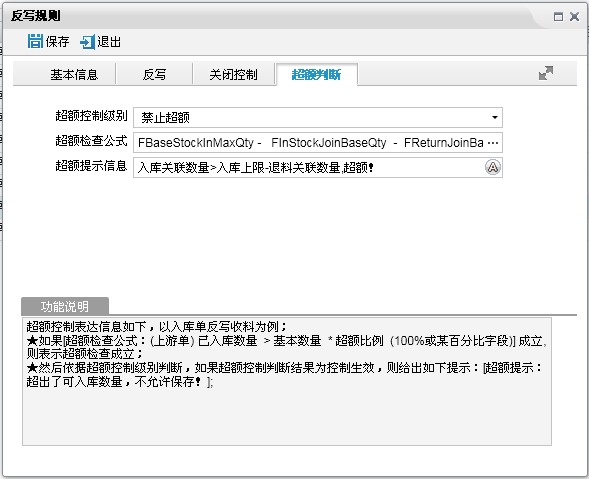 反写规则
保存 退出
基本信息 反写 关闭控制 超额判断
超额控制级别 禁止超额
超额检查公式 FBaseStockInMaxQty - FInStockJoinBaseQty - FReturnJoinBa ···
超额提示信息 入库关联数量>入库上限-退料关联数量,超额！
功能说明
超额控制表达信息如下，以入库单反写收料为例；
★如果[超额检查公式：(上游单) 已入库数量 > 基本数量 * 超额比例 (100%或某百分比字段)] 成立,
则表示超额检查成立；
★然后依据超额控制级别判断，如果超额控制判断结果为控制生效，则给出如下提示：[超额提示：
超出了可入库数量，不允许保存！];